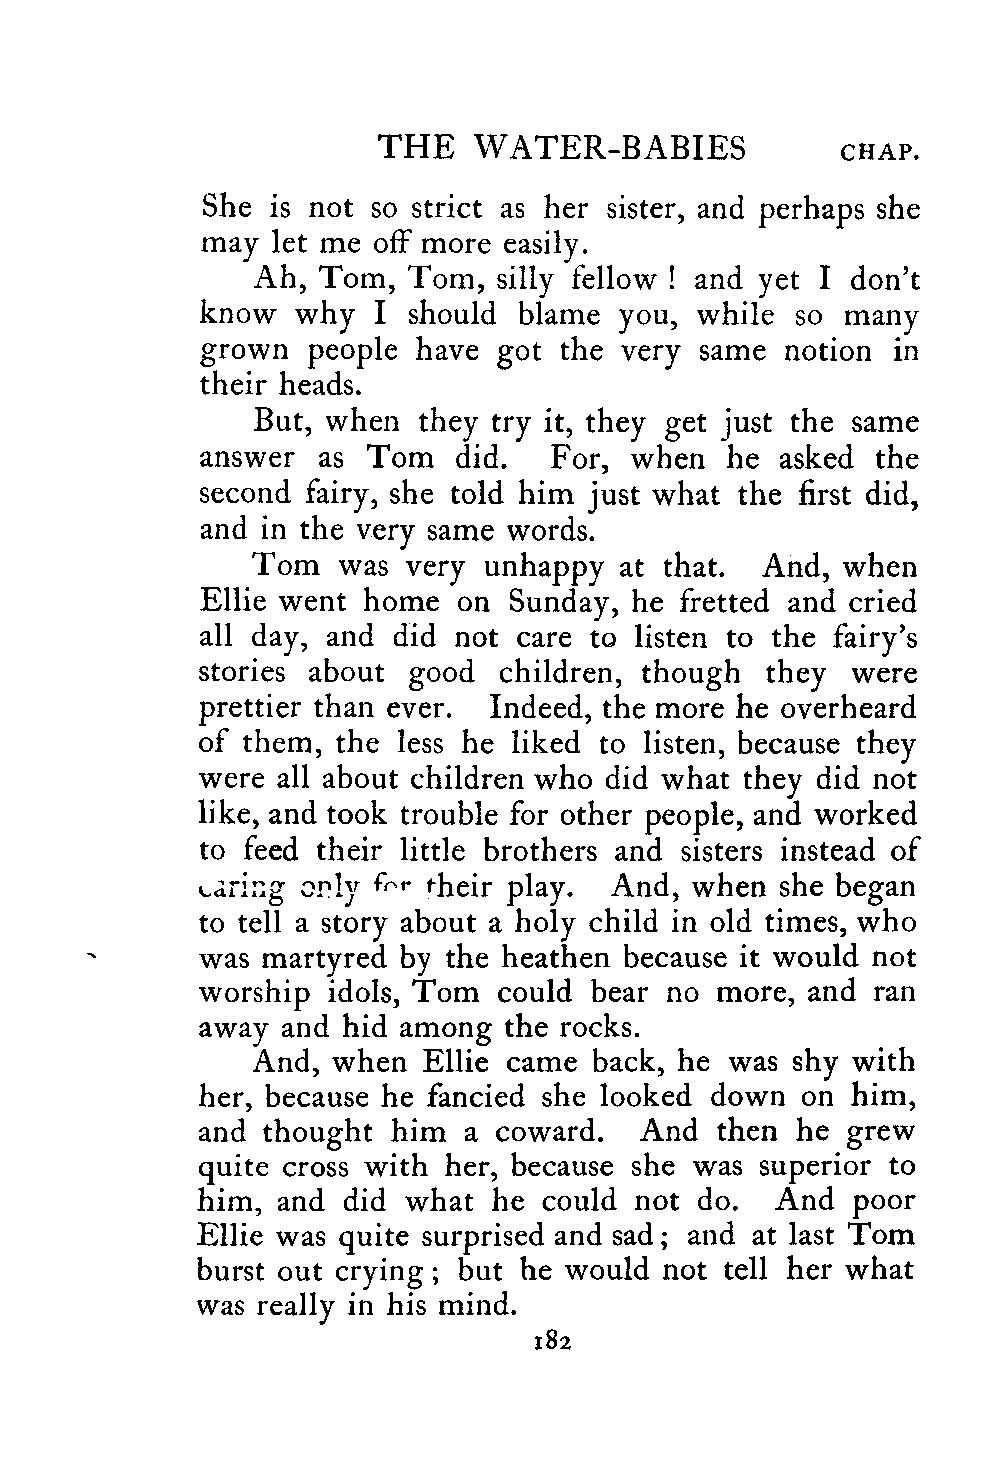 THE WATER-BABIES CHAP.
She is not so strict as her sister, and perhaps she
may let me off more easily.
Ah, Tom, Tom, silly fellow ! and yet I don't
know why I should blame you, while so many
grown people have got the very same notion in
their heads.
But, when they try it, they get just the same
answer as Tom did. For, when he asked the
second fairy, she told him just what the first did,
and in the very same words.
Tom was very unhappy at that. And, when
Ellie went home on Sunday, he fretted and cried
all day, and did not care to listen to the fairy's
stories about good children, though they were
prettier than ever. Indeed, the more he overheard
of them, the less he liked to listen, because they
were all about children who did what they did not
like, and took trouble for other people, and worked
to feed their little brothers and sisters instead of
caring only for their play. And, when she began
to tell a story about a holy child in old times, who
was martyred by the heathen because it would not
worship idols, Tom could bear no more, and ran
away and hid among the rocks.
And, when Ellie came back, he was shy with
her, because he fancied she looked down on him,
and thought him a coward. And then he grew
quite cross with her, because she was superior to
him, and did what he could not do. And poor
Ellie was quite surprised and sad ; and at last Tom
burst out crying ; but he would not tell her what
was really in his mind.
182